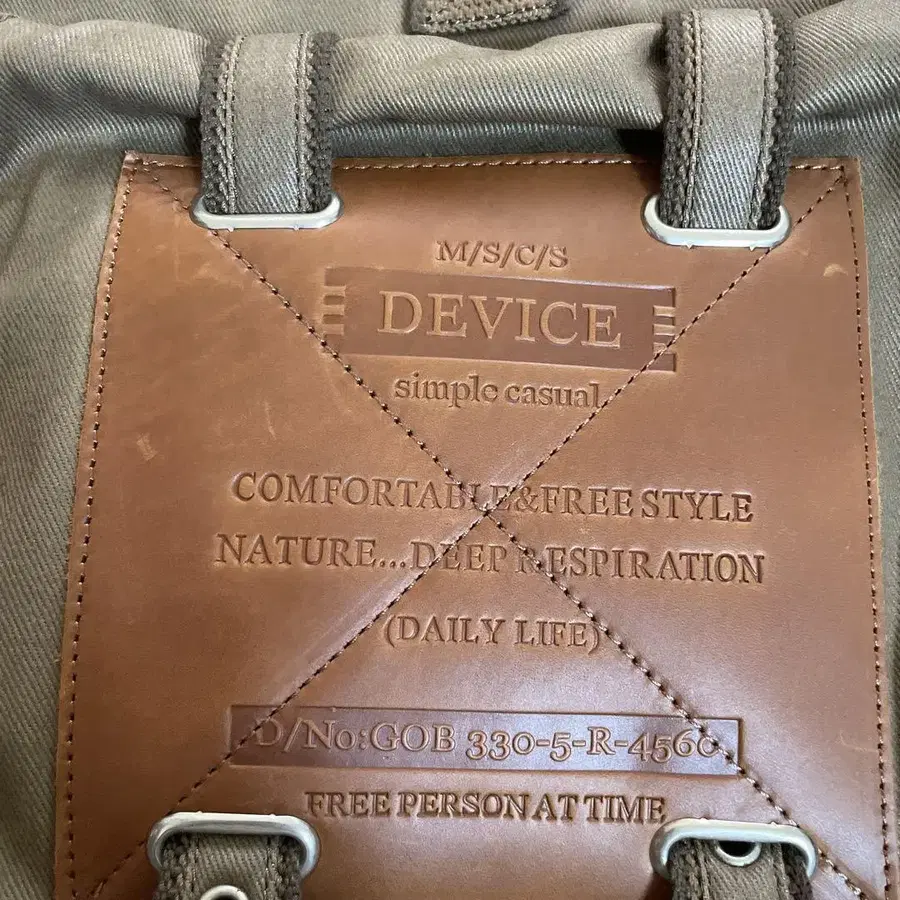 M/S/C/S
DEVICE
simple casual
COMFORTABLE&FREE STYLE
NATURE...DEEP RESPIRATION
(DAILY LIFE)
D/No:GOB 330-5-R-4560
FREE PERSON AT TIME